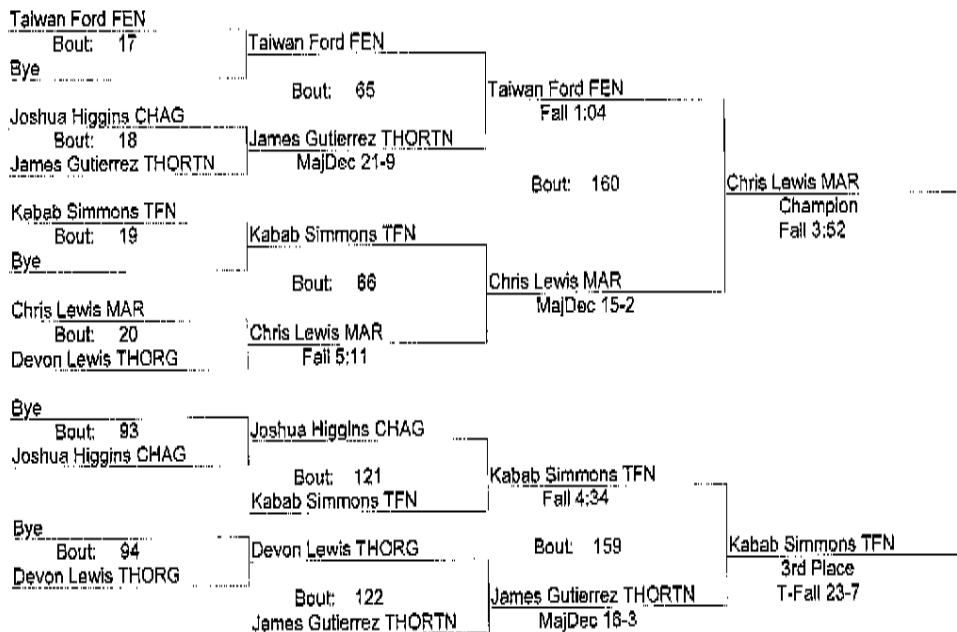 Taiwan Ford FEN
Bout: 17
Bye
Taiwan Ford FEN
Bout: 65
Joshua Higgins CHAG
Bout: 18
James Gutierrez THORTN
James Gutierrez THORTN
MajDec 21-9
Taiwan Ford FEN
Fall 1:04
Kabab Simmons TFN
Bout: 19
Bye
Kabab Simmons TFN
Bout: 66
Chris Lewis MAR
Bout: 20
Devon Lewis THORG
Chris Lewis MAR
Fall 5:11
Chris Lewis MAR
MajDec 15-2
Bout: 160
Chris Lewis MAR
Champion
Fall 3:52
Bye
Bout: 93
Joshua Higgins CHAG
Joshua Higgins CHAG
Bout: 121
Kabab Simmons TFN
Kabab Simmons TFN
Fall 4:34
Bye
Bout: 94
Devon Lewis THORG
Devon Lewis THORG
Bout: 122
James Gutierrez THORTN
James Gutierrez THORTN
MajDec 16-3
Bout: 159
Kabab Simmons TFN
3rd Place
T-Fall 23-7